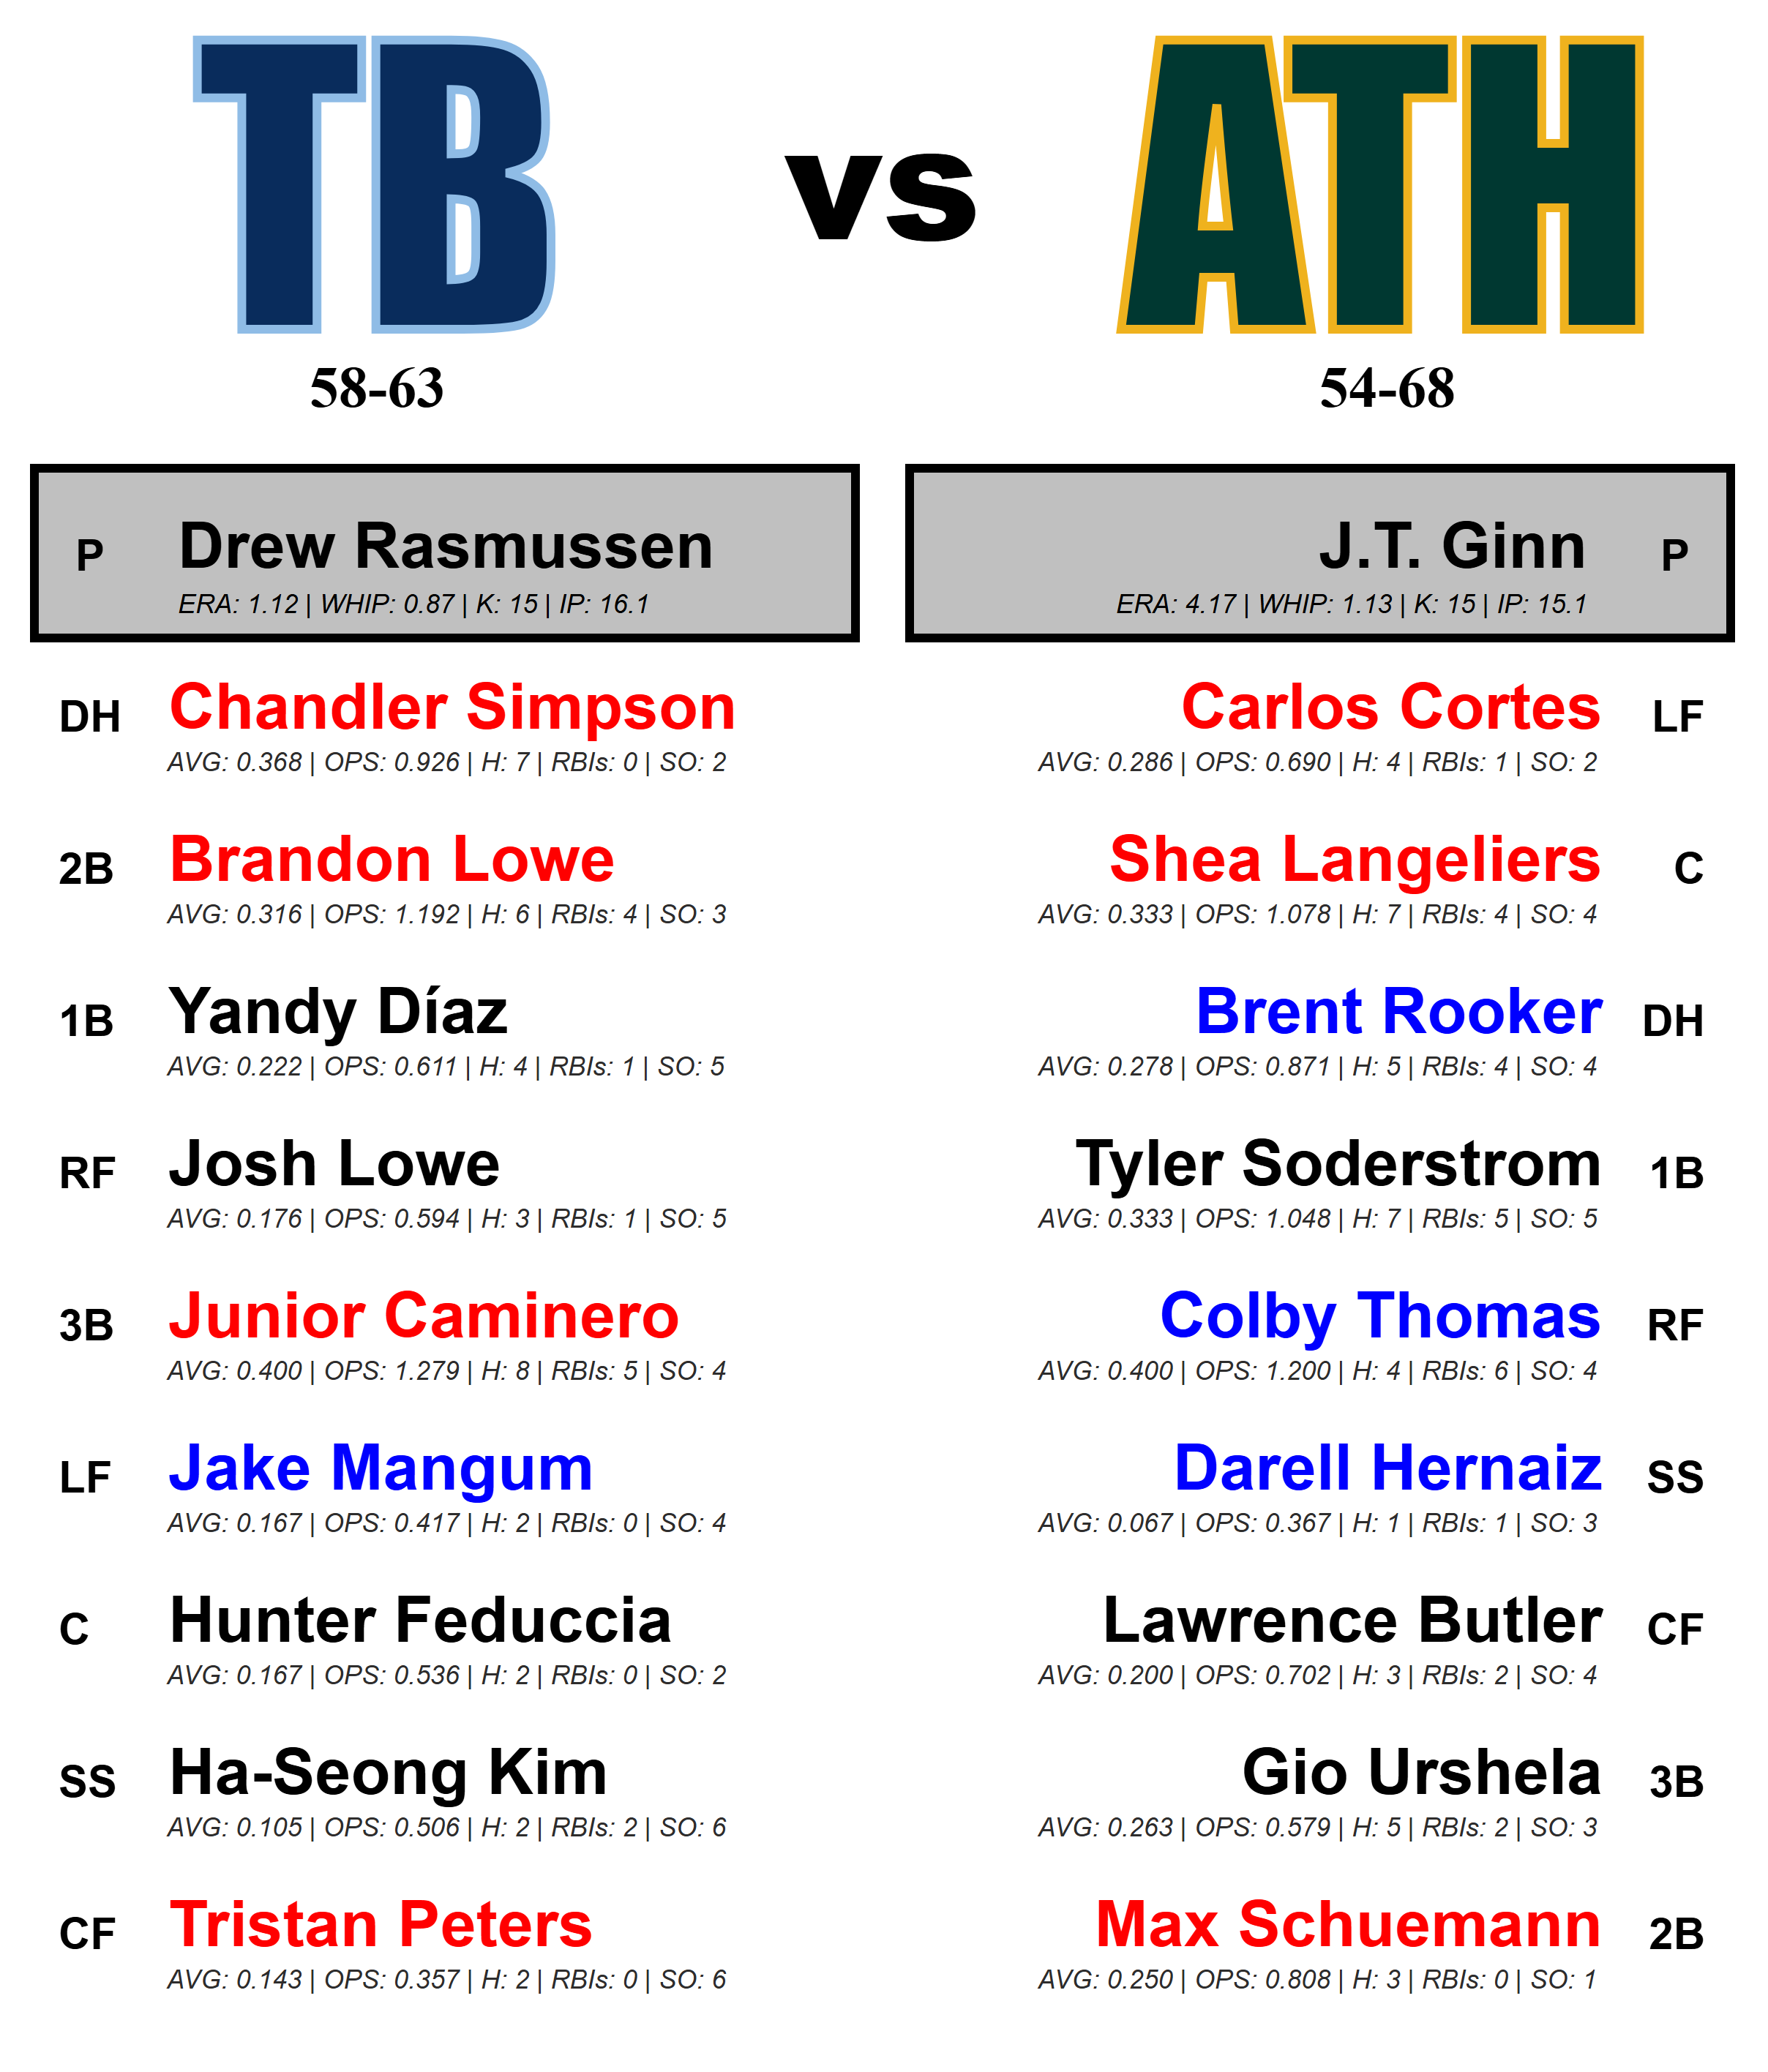 TB vs ATH
58-63
54-68
P Drew Rasmussen
ERA: 1.12 | WHIP: 0.87 | K: 15 | IP: 16.1
J.T. Ginn P
ERA: 4.17 | WHIP: 1.13 | K: 15 | IP: 15.1
DH Chandler Simpson
AVG: 0.368 | OPS: 0.926 | H: 7 | RBIs: 0 | SO: 2
2B Brandon Lowe
AVG: 0.316 | OPS: 1.192 | H: 6 | RBIs: 4 | SO: 3
1B Yandy Díaz
AVG: 0.222 | OPS: 0.611 | H: 4 | RBIs: 1 | SO: 5
RF Josh Lowe
AVG: 0.176 | OPS: 0.594 | H: 3 | RBIs: 1 | SO: 5
3B Junior Caminero
AVG: 0.400 | OPS: 1.279 | H: 8 | RBIs: 5 | SO: 4
LF Jake Mangum
AVG: 0.167 | OPS: 0.417 | H: 2 | RBIs: 0 | SO: 4
C Hunter Feduccia
AVG: 0.167 | OPS: 0.536 | H: 2 | RBIs: 0 | SO: 2
SS Ha-Seong Kim
AVG: 0.105 | OPS: 0.506 | H: 2 | RBIs: 2 | SO: 6
CF Tristan Peters
AVG: 0.143 | OPS: 0.357 | H: 2 | RBIs: 0 | SO: 6
Carlos Cortes LF
AVG: 0.286 | OPS: 0.690 | H: 4 | RBIs: 1 | SO: 2
Shea Langeliers C
AVG: 0.333 | OPS: 1.078 | H: 7 | RBIs: 4 | SO: 4
Brent Rooker DH
AVG: 0.278 | OPS: 0.871 | H: 5 | RBIs: 4 | SO: 4
Tyler Soderstrom 1B
AVG: 0.333 | OPS: 1.048 | H: 7 | RBIs: 5 | SO: 5
Colby Thomas RF
AVG: 0.400 | OPS: 1.200 | H: 4 | RBIs: 6 | SO: 4
Darell Hernaiz SS
AVG: 0.067 | OPS: 0.367 | H: 1 | RBIs: 1 | SO: 3
Lawrence Butler CF
AVG: 0.200 | OPS: 0.702 | H: 3 | RBIs: 2 | SO: 4
Gio Urshela 3B
AVG: 0.263 | OPS: 0.579 | H: 5 | RBIs: 2 | SO: 3
Max Schuemann 2B
AVG: 0.250 | OPS: 0.808 | H: 3 | RBIs: 0 | SO: 1